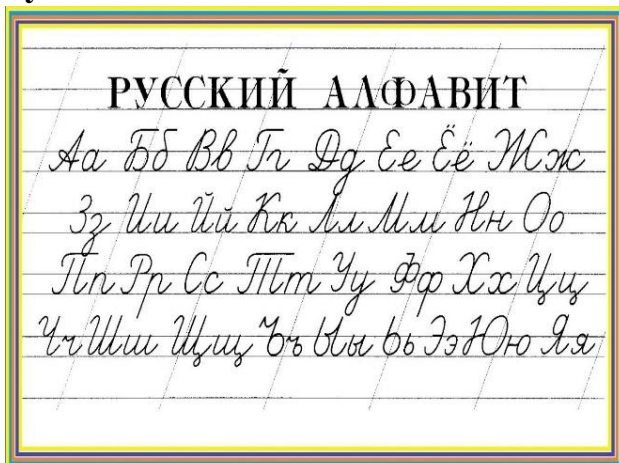 РУССКИЙ АЛФАВИТ
Аа Бб Вв Гг Дд Ее Ёё Жж
Зз Ии Йй Кк Лл Мм Нн Оо
Пп Рр Сс Тт Уу Фф Хх Цц
Чч Шш Щщ Ъъ Ыы Ьь Ээ Юю Яя